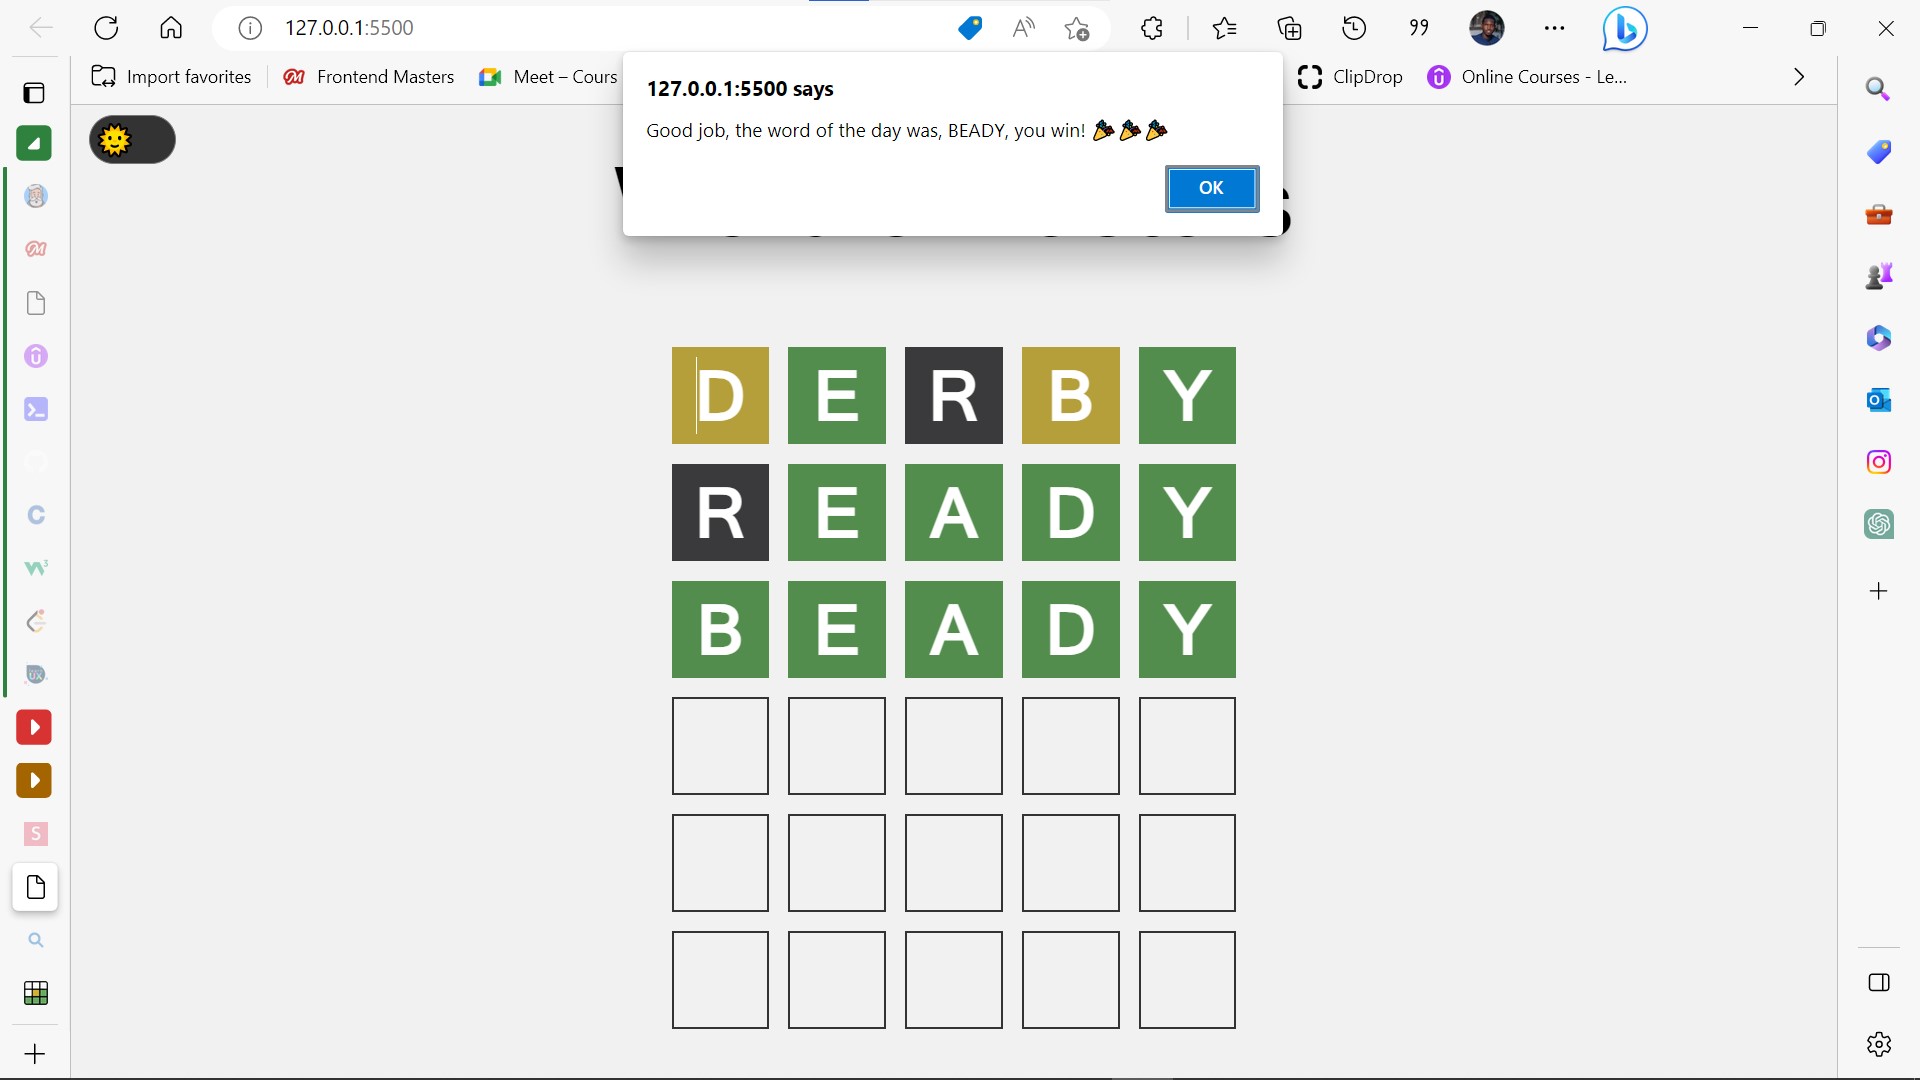 127.0.0.1:5500
Import favorites
Frontend Masters
Meet – Cours
ClipDrop
Online Courses - Le...
127.0.0.1:5500 says
Good job, the word of the day was, BEADY, you win! 🎉🎉🎉
OK
D E R B Y
R E A D Y
B E A D Y